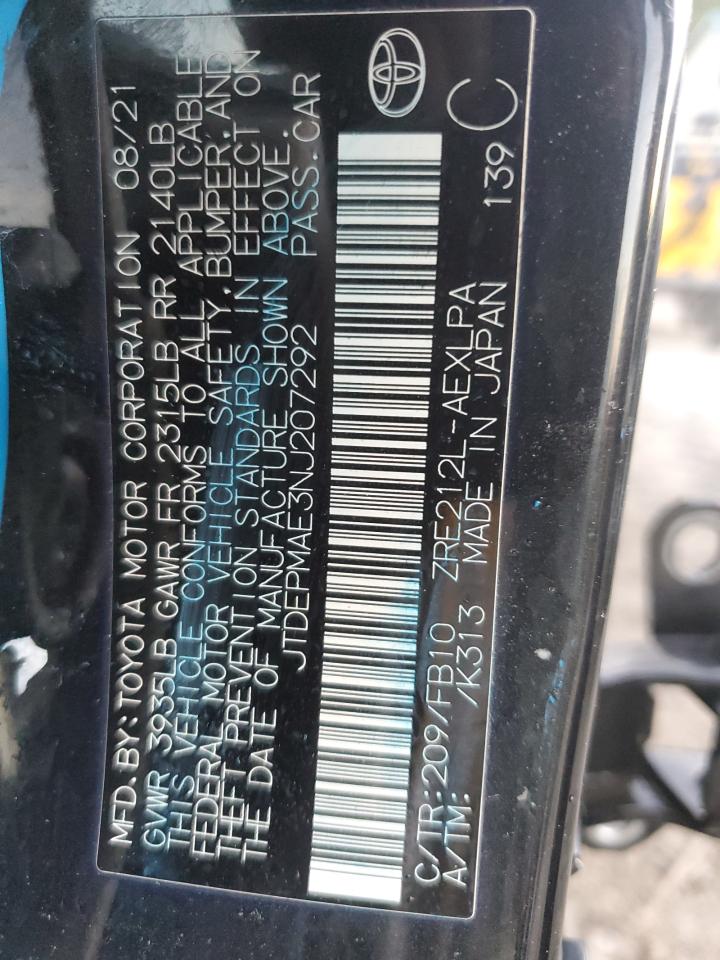 MFD.BY:TOYOTA MOTOR CORPORATION 08/21
GVWR 3935LB GAWR FR 2315LB RR 2140LB
THIS VEHICLE CONFORMS TO ALL APPLICABLE
FEDERAL MOTOR VEHICLE SAFETY,BUMPER,AND
THEFT PREVENTION STANDARDS IN EFFECT ON
THE DATE OF MANUFACTURE SHOWN ABOVE.
JTDEPMAE3NJ207292 PASS.CAR
C/TR:209/FB10 ZRE212L-AEXLPA 139 C
A/TM: /K313 MADE IN JAPAN